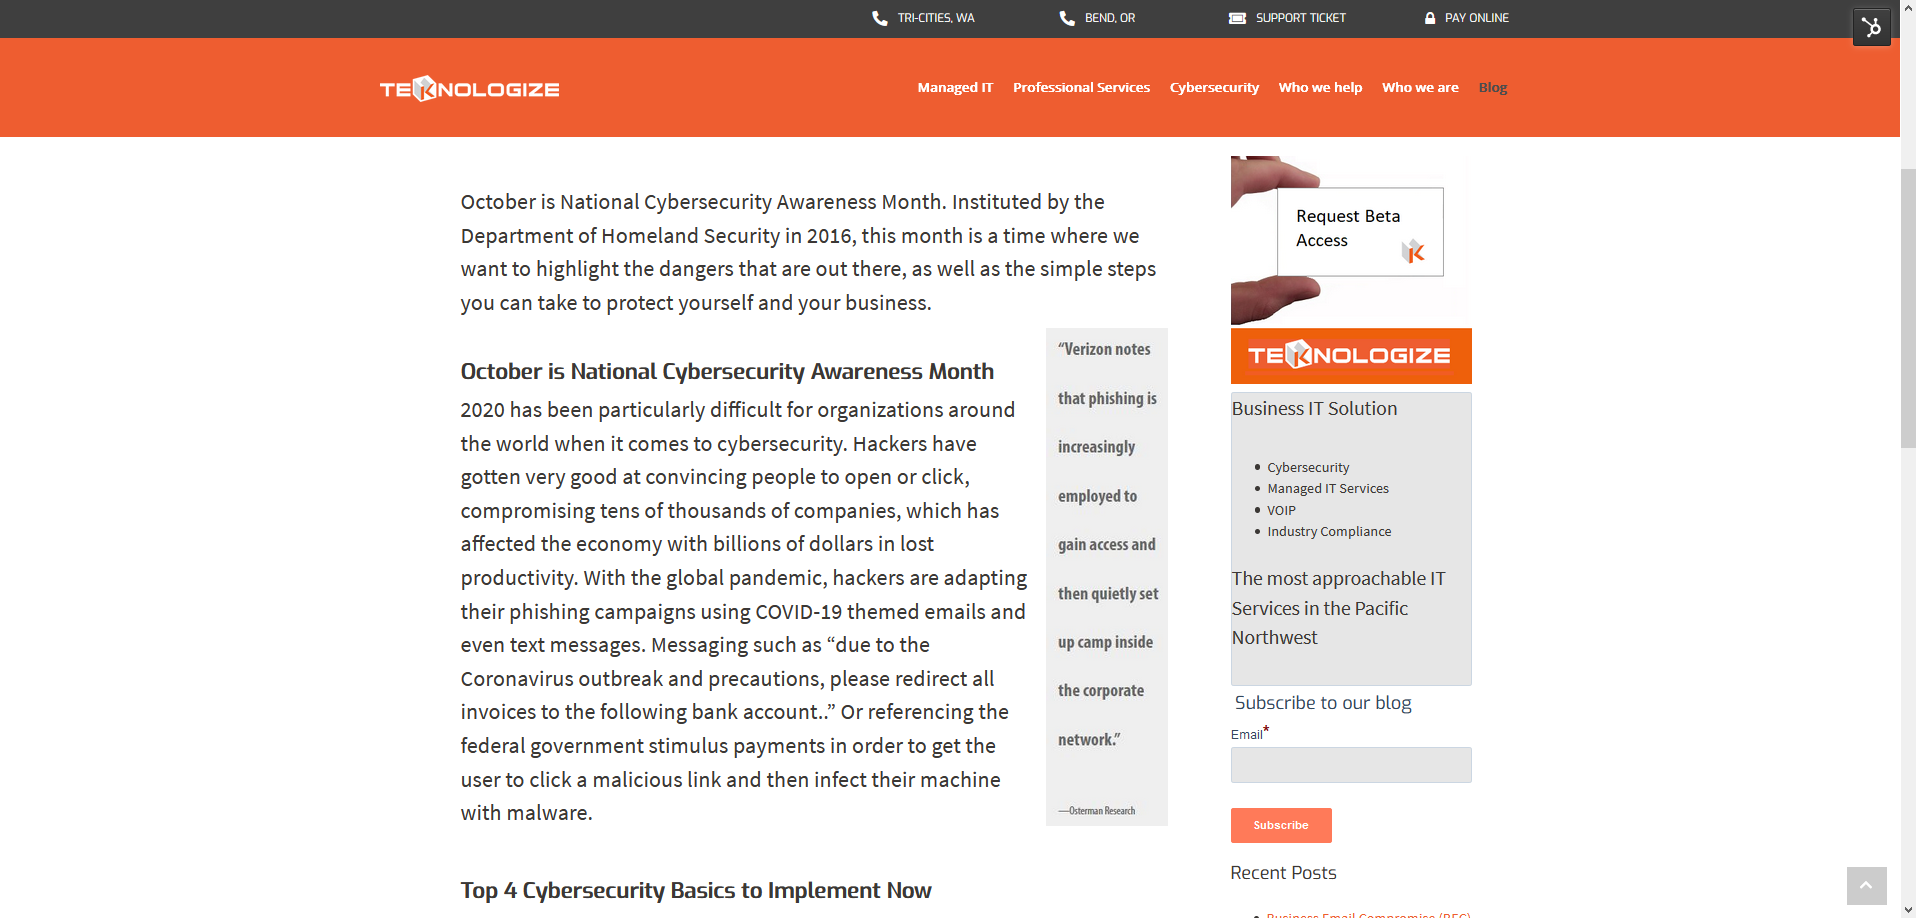 TRI-CITIES, WA
BEND, OR
SUPPORT TICKET
PAY ONLINE
TEKNOLOGIZE
Managed IT
Professional Services
Cybersecurity
Who we help
Who we are
Blog
October is National Cybersecurity Awareness Month. Instituted by the
Department of Homeland Security in 2016, this month is a time where we
want to highlight the dangers that are out there, as well as the simple steps
you can take to protect yourself and your business.
October is National Cybersecurity Awareness Month
2020 has been particularly difficult for organizations around
the world when it comes to cybersecurity. Hackers have
gotten very good at convincing people to open or click,
compromising tens of thousands of companies, which has
affected the economy with billions of dollars in lost
productivity. With the global pandemic, hackers are adapting
their phishing campaigns using COVID-19 themed emails and
even text messages. Messaging such as “due to the
Coronavirus outbreak and precautions, please redirect all
invoices to the following bank account..” Or referencing the
federal government stimulus payments in order to get the
user to click a malicious link and then infect their machine
with malware.
“Verizon notes
that phishing is
increasingly
employed to
gain access and
then quietly set
up camp inside
the corporate
network.”
—Osterman Research
Top 4 Cybersecurity Basics to Implement Now
Request Beta
Access
K
TEKNOLOGIZE
Business IT Solution
• Cybersecurity
• Managed IT Services
• VOIP
• Industry Compliance
The most approachable IT
Services in the Pacific
Northwest
Subscribe to our blog
Email*
Subscribe
Recent Posts
• Business Email Compromise (BEC)